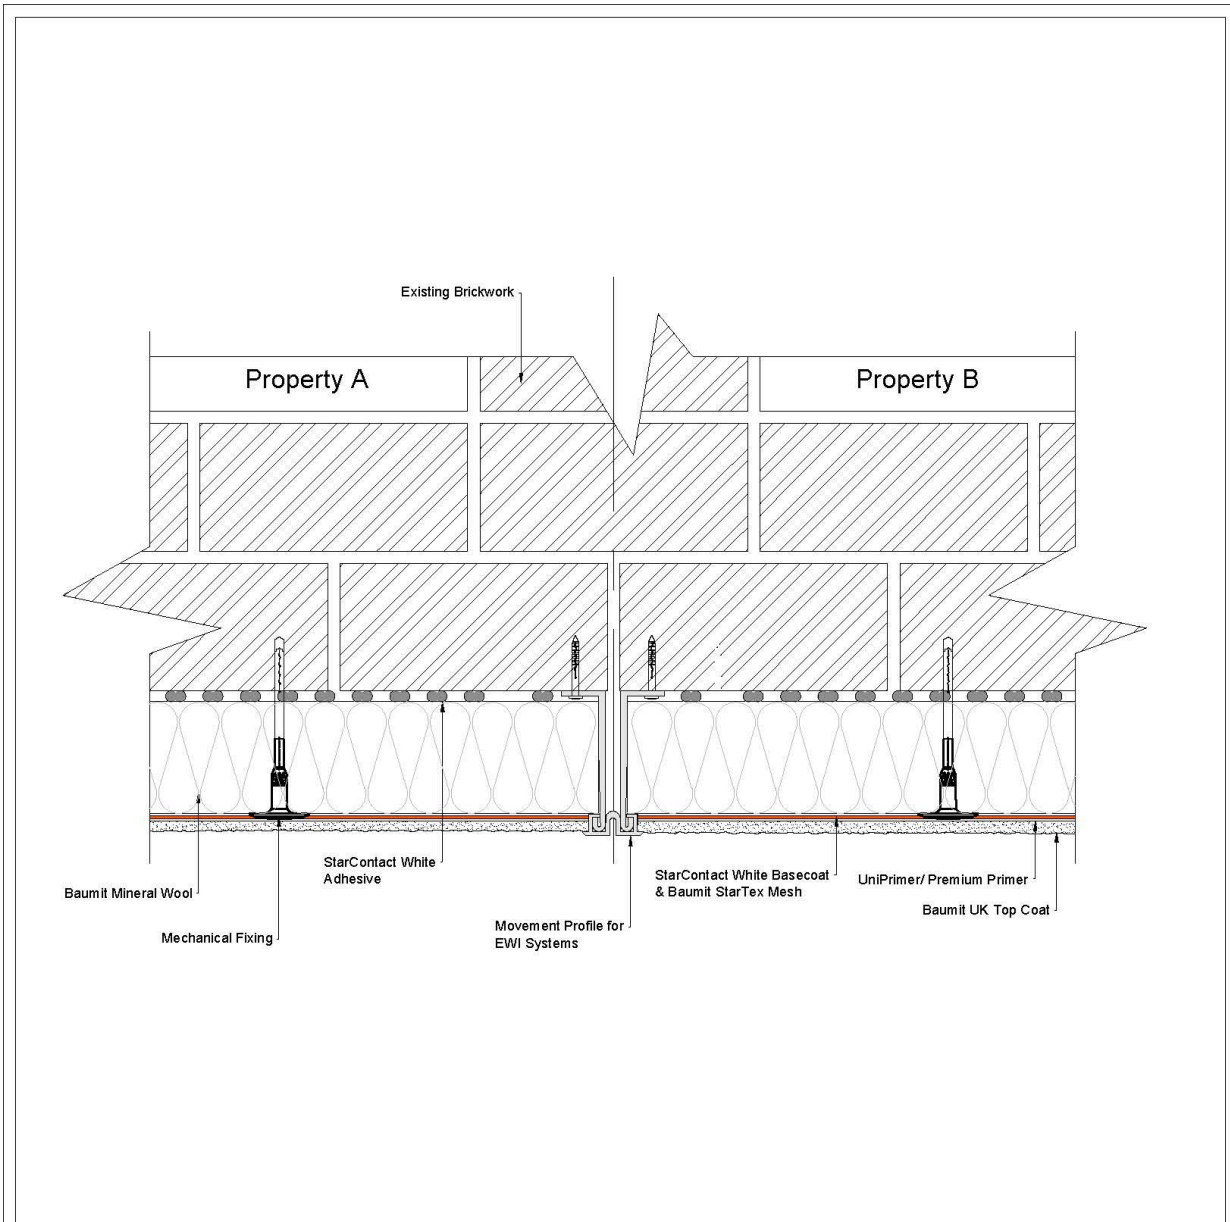 Existing Brickwork
Property A
Property B
StarContact White
Adhesive
Baumit Mineral Wool
Mechanical Fixing
Movement Profile for
EWI Systems
StarContact White Basecoat
& Baumit StarTex Mesh
UniPrimer/ Premium Primer
Baumit UK Top Coat